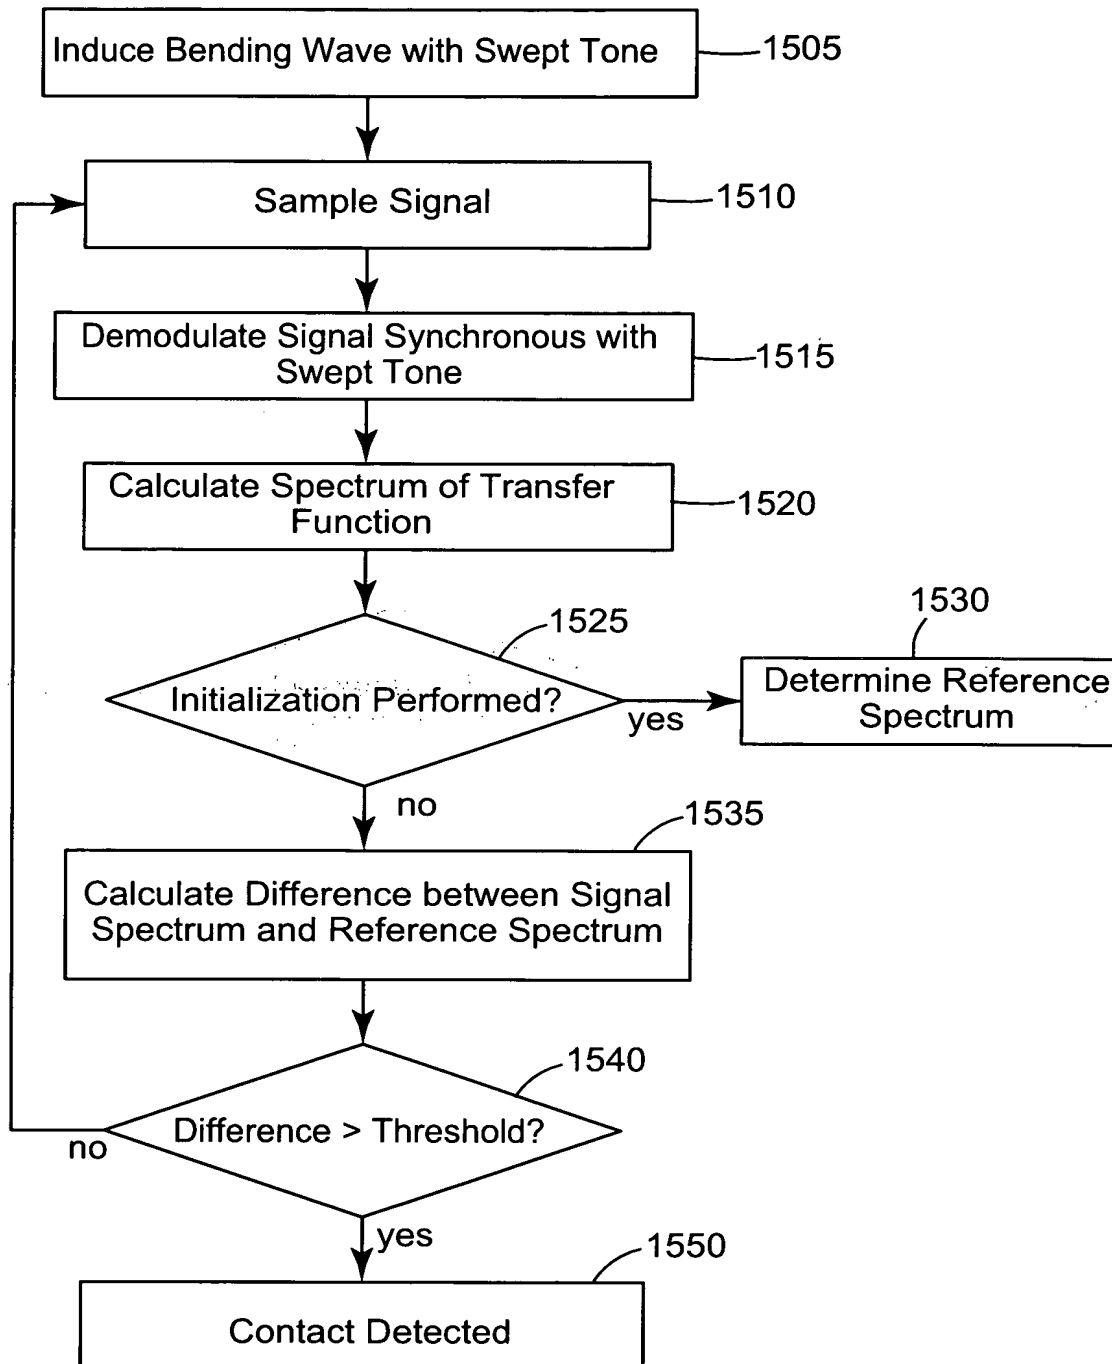 Induce Bending Wave with Swept Tone
1505
Sample Signal
1510
Demodulate Signal Synchronous with
Swept Tone
1515
Calculate Spectrum of Transfer
Function
1520
1525
Initialization Performed?
yes
1530
Determine Reference
Spectrum
no
1535
Calculate Difference between Signal
Spectrum and Reference Spectrum
1540
Difference > Threshold?
no
yes
1550
Contact Detected